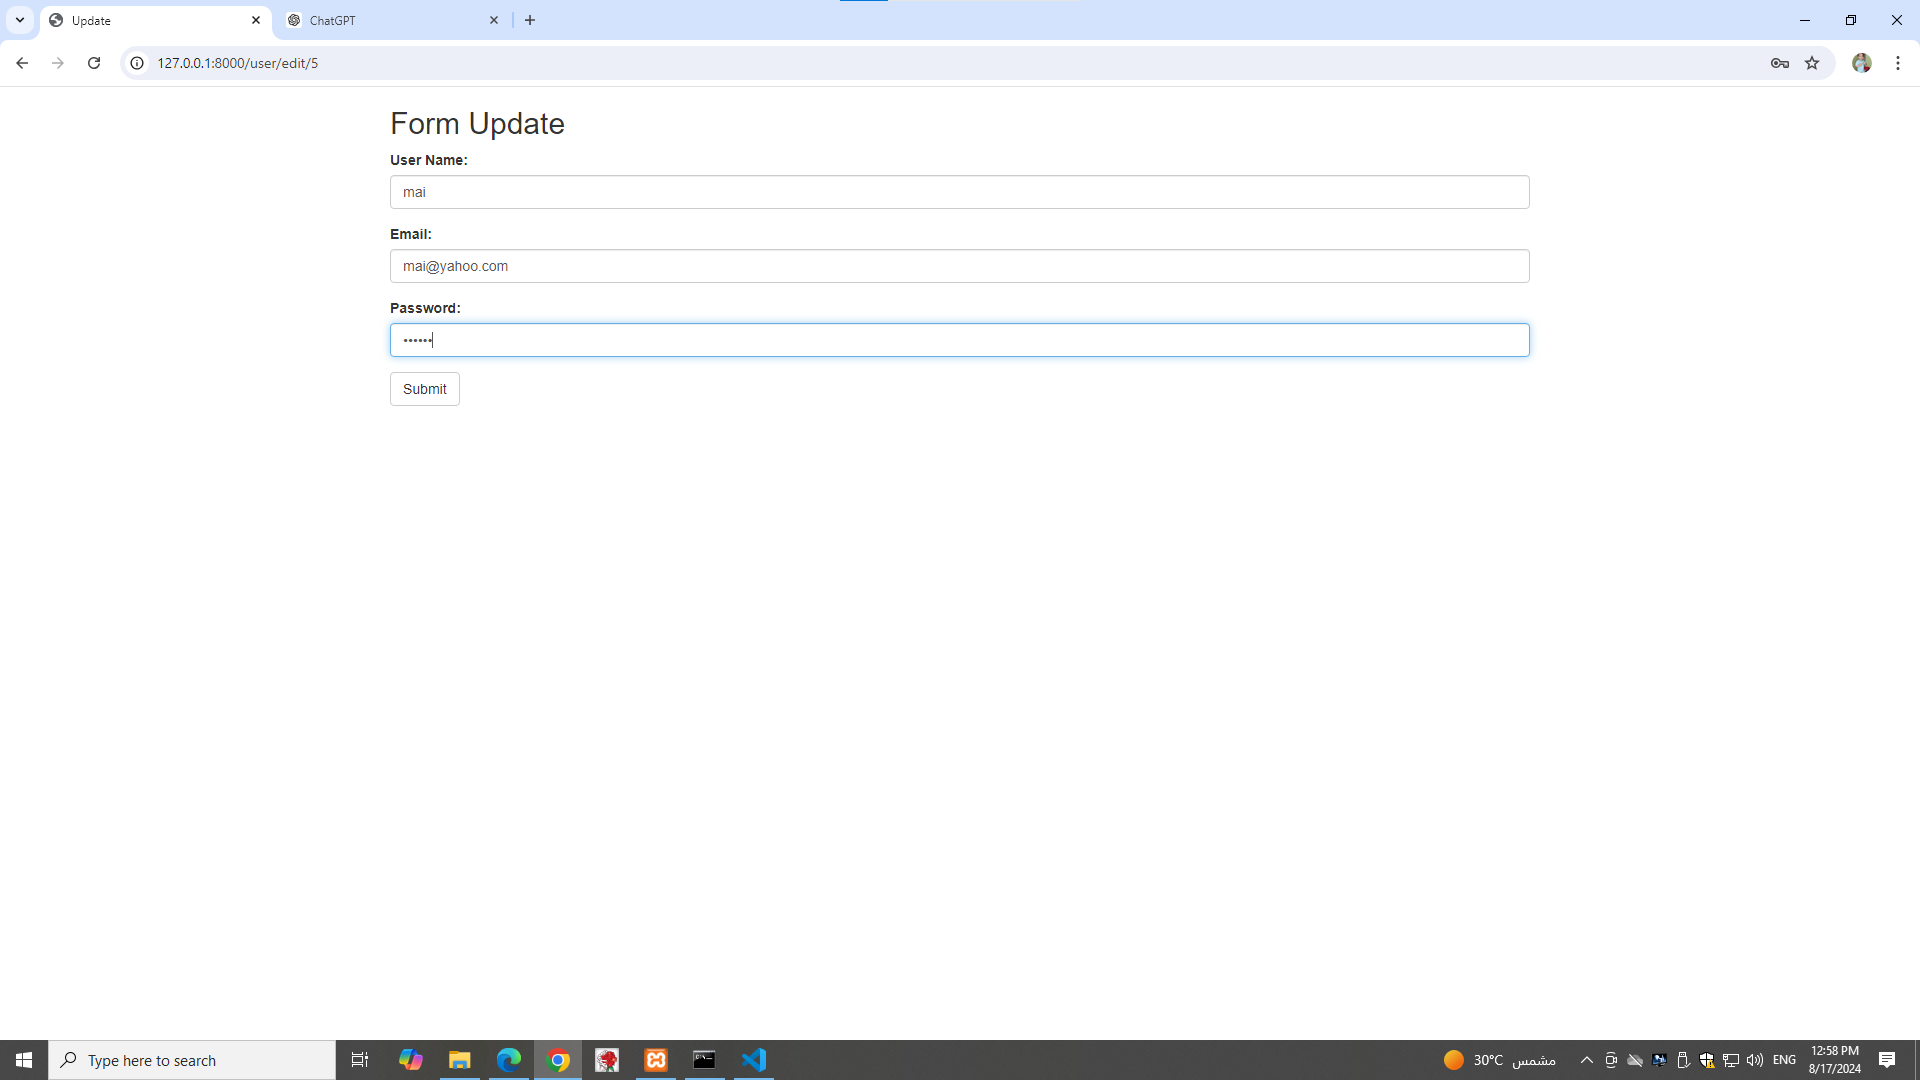 Update
ChatGPT
127.0.0.1:8000/user/edit/5
Form Update
User Name:
mai
Email:
mai@yahoo.com
Password:
••••••
Submit
Type here to search
30°C مشمس
ENG
12:58 PM
8/17/2024